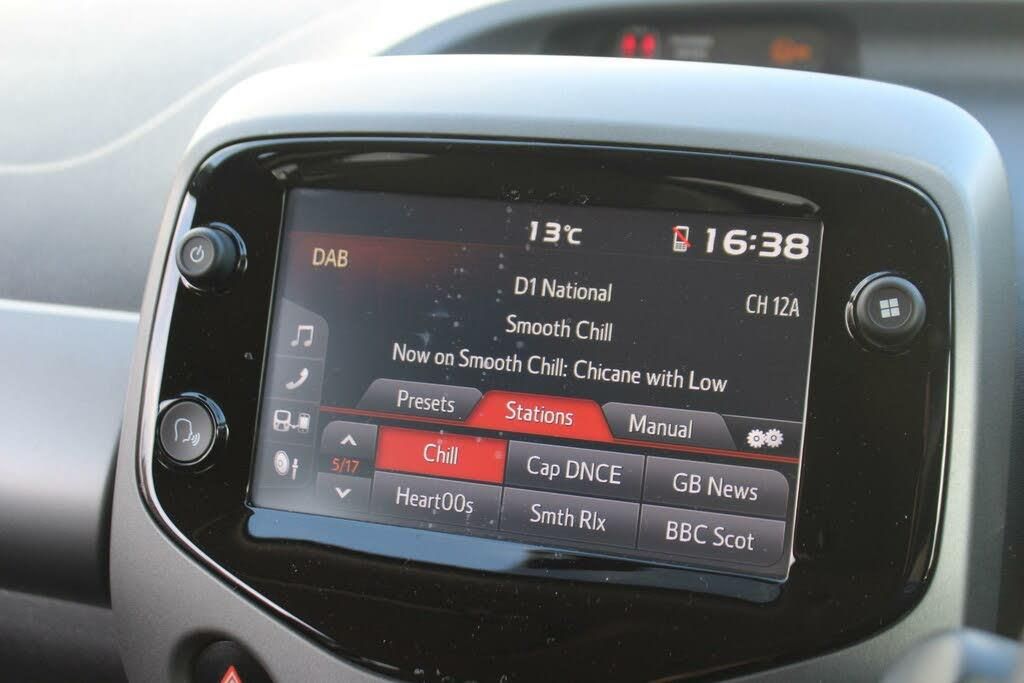 13°C
16:38
DAB
D1 National
CH 12A
Smooth Chill
Now on Smooth Chill: Chicane with Low
Presets
Stations
Manual
5/17
Chill
Cap DNCE
GB News
Heart00s
Smth Rlx
BBC Scot